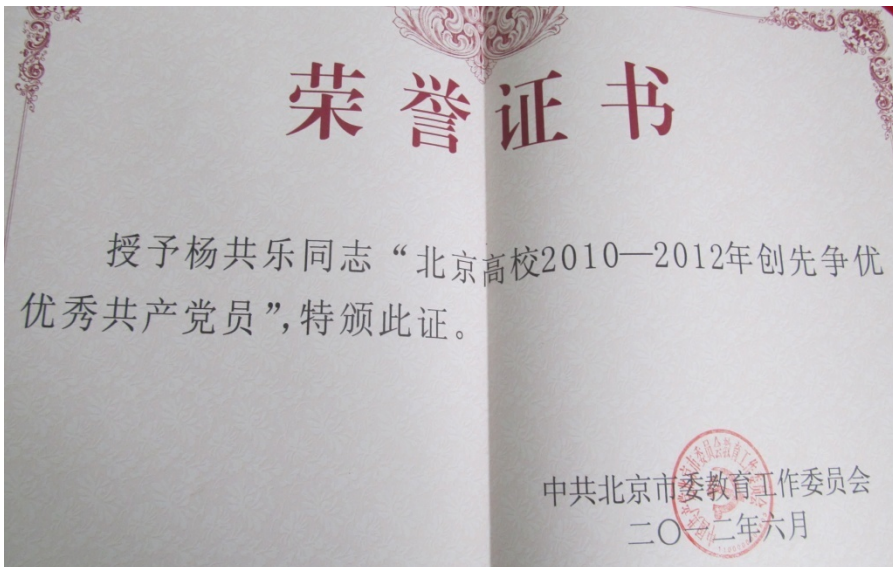 荣誉证书
授予杨共乐同志“北京高校2010—2012年创先争优
优秀共产党员”，特颁此证。
中共北京市委教育工作委员会
二〇一二年六月